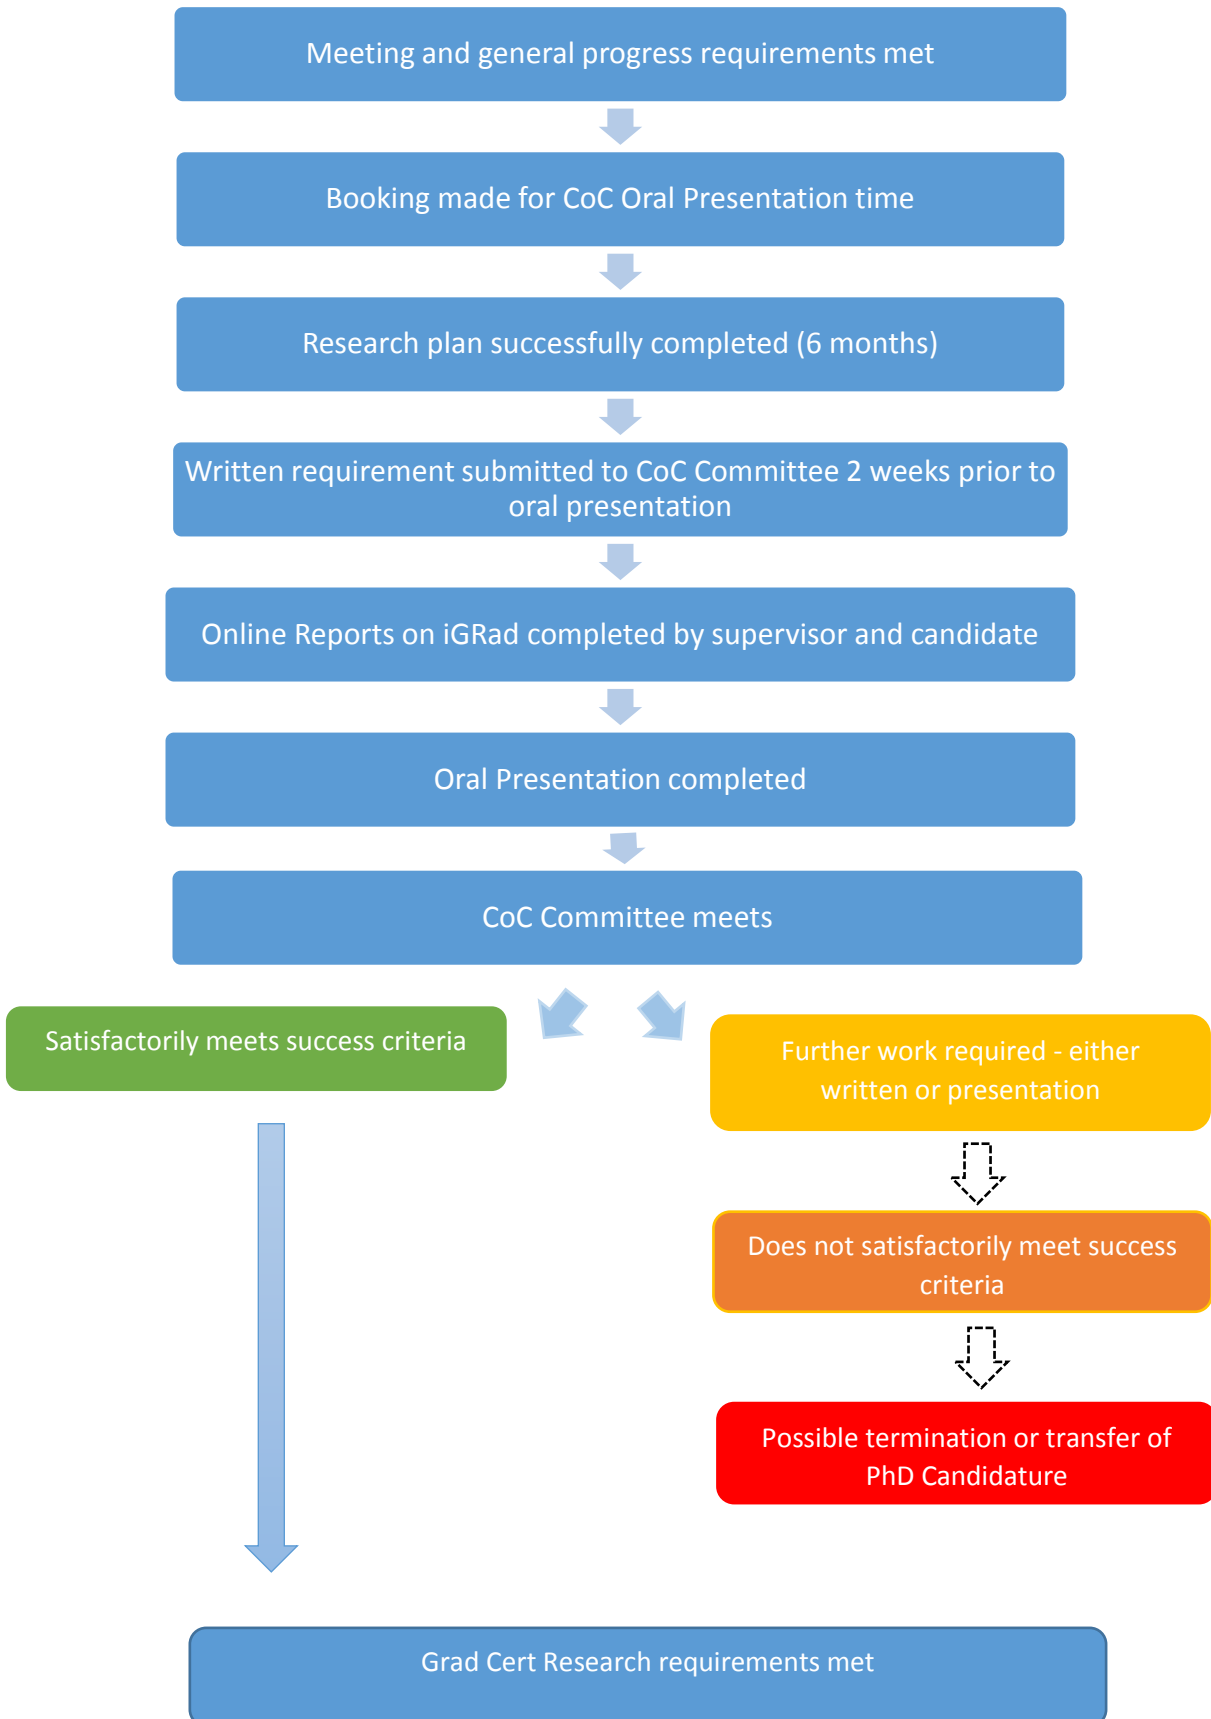 Meeting and general progress requirements met
Booking made for CoC Oral Presentation time
Research plan successfully completed (6 months)
Written requirement submitted to CoC Committee 2 weeks prior to
oral presentation
Online Reports on iGRad completed by supervisor and candidate
Oral Presentation completed
CoC Committee meets
Satisfactorily meets success criteria
Further work required - either
written or presentation
Does not satisfactorily meet success
criteria
Possible termination or transfer of
PhD Candidature
Grad Cert Research requirements met